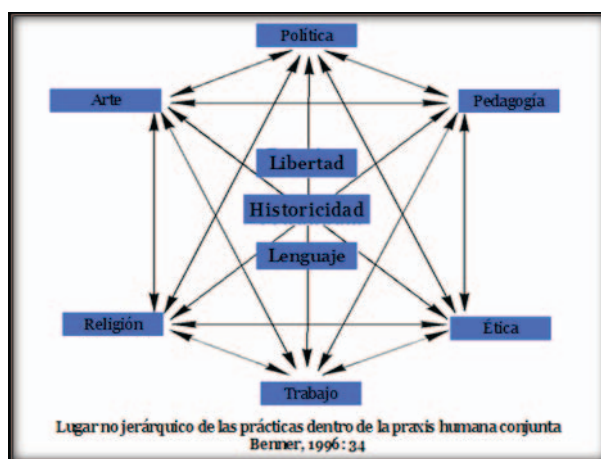 Política
Arte
Pedagogía
Libertad
Historicidad
Lenguaje
Religión
Ética
Trabajo
Lugar no jerárquico de las prácticas dentro de la praxis humana conjunta
Benner, 1996: 34